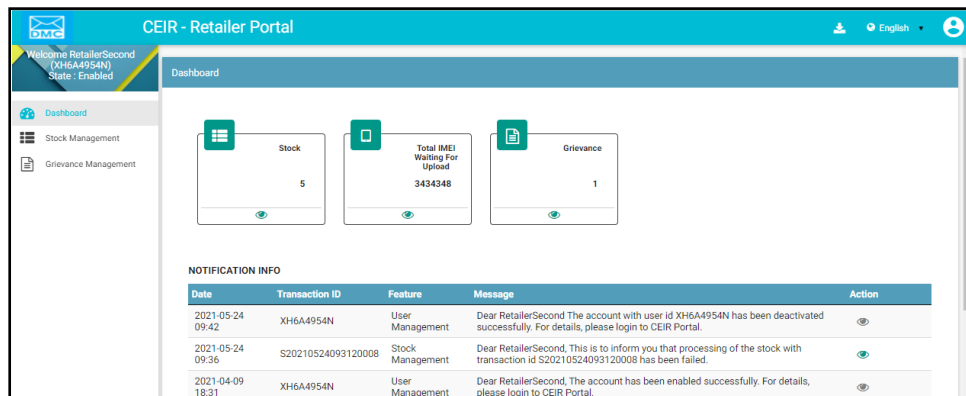 DMC
CEIR - Retailer Portal
English
Welcome RetailerSecond
(XH6A4954N)
State : Enabled
Dashboard
Dashboard
Stock Management
Grievance Management
Stock
5
Total IMEI
Waiting For
Upload
3434348
Grievance
1
NOTIFICATION INFO
Date Transaction ID Feature Message Action
2021-05-24
09:42
XH6A4954N
User
Management
Dear RetailerSecond The account with user id XH6A4954N has been deactivated
successfully. For details, please login to CEIR Portal.
2021-05-24
09:36
S20210524093120008
Stock
Management
Dear RetailerSecond, This is to inform you that processing of the stock with
transaction id S20210524093120008 has been failed.
2021-04-09
18:31
XH6A4954N
User
Management
Dear RetailerSecond, The account has been enabled successfully. For details,
please login to CEIR Portal.